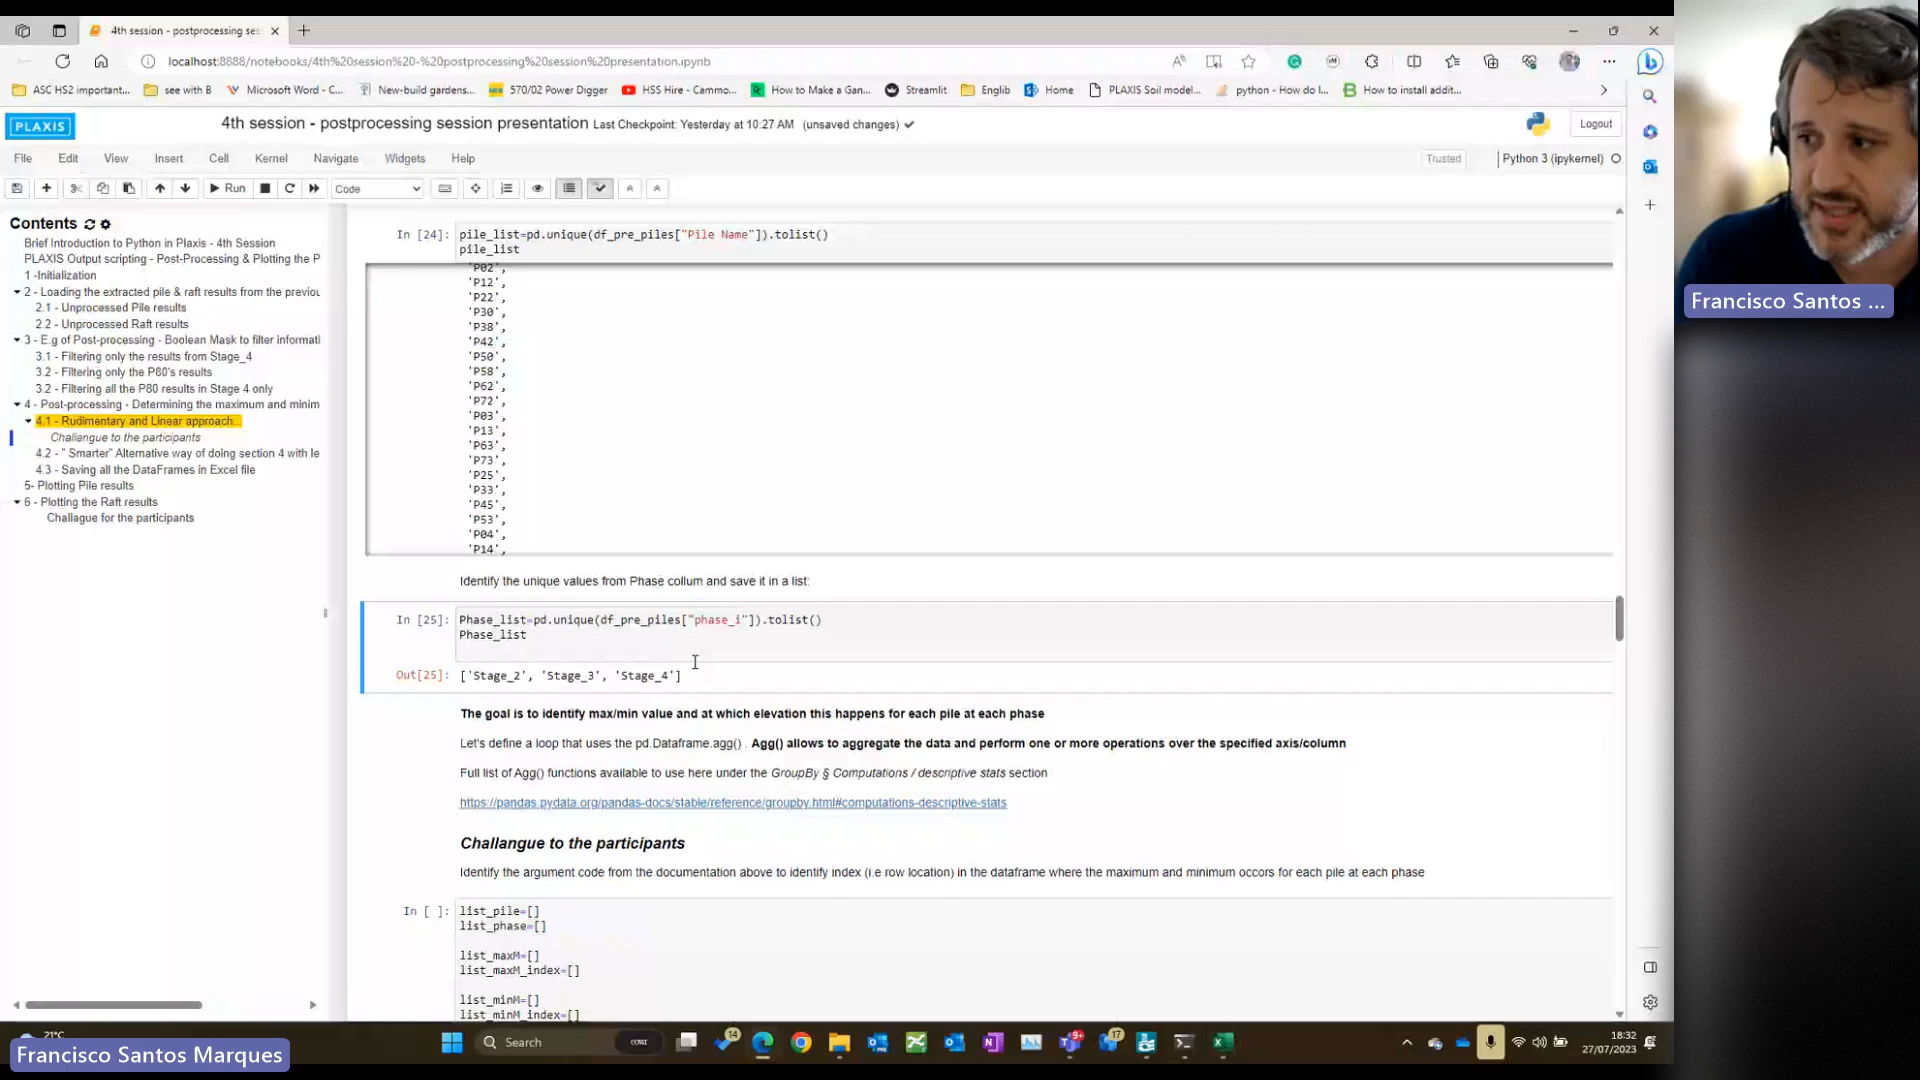 4th session - postprocessing se:
localhost:8888/notebooks/4th%20session%20-%20postprocessing%20session%20presentation.ipynb
ASC HS2 important...
see with B
Microsoft Word - C...
New-build gardens...
570/02 Power Digger
HSS Hire - Cammo...
How to Make a Gan...
Streamlit
Englib
Home
PLAXIS Soil model...
python - How do I...
How to install addit...
PLAXIS
4th session - postprocessing session presentation Last Checkpoint: Yesterday at 10:27 AM (unsaved changes)
Logout
File Edit View Insert Cell Kernel Navigate Widgets Help
Trusted
Python 3 (ipykernel)
Run
Code
Contents
Brief Introduction to Python in Plaxis - 4th Session
PLAXIS Output scripting - Post-Processing & Plotting the P
1 -Initialization
2 - Loading the extracted pile & raft results from the previou
2.1 - Unprocessed Pile results
2.2 - Unprocessed Raft results
3 - E.g of Post-processing - Boolean Mask to filter informati
3.1 - Filtering only the results from Stage_4
3.2 - Filtering only the P80's results
3.2 - Filtering all the P80 results in Stage 4 only
4 - Post-processing - Determining the maximum and minim
4.1 - Rudimentary and Linear approach...
Challangue to the participants
4.2 - " Smarter" Alternative way of doing section 4 with le
4.3 - Saving all the DataFrames in Excel file
5- Plotting Pile results
6 - Plotting the Raft results
Challague for the participants
In [24]:
pile_list=pd.unique(df_pre_piles["Pile Name"]).tolist()
pile_list
'P02',
'P12',
'P22',
'P30',
'P38',
'P42',
'P50',
'P58',
'P62',
'P72',
'P03',
'P13',
'P63',
'P73',
'P25',
'P33',
'P45',
'P53',
'P04',
'P14',
Identify the unique values from Phase collum and save it in a list:
In [25]:
Phase_list=pd.unique(df_pre_piles["phase_i"]).tolist()
Phase_list
Out[25]:
['Stage_2', 'Stage_3', 'Stage_4']
The goal is to identify max/min value and at which elevation this happens for each pile at each phase
Let's define a loop that uses the pd.Dataframe.agg() . Agg() allows to aggregate the data and perform one or more operations over the specified axis/column
Full list of Agg() functions available to use here under the GroupBy § Computations / descriptive stats section
https://pandas.pydata.org/pandas-docs/stable/reference/groupby.html#computations-descriptive-stats
Challangue to the participants
Identify the argument code from the documentation above to identify index (i.e row location) in the dataframe where the maximum and minimum occors for each pile at each phase
In [ ]:
list_pile=[]
list_phase=[]
list_maxM=[]
list_maxM_index=[]
list_minM=[]
list_minM_index=[]
Francisco Santos ...
21°C
Francisco Santos Marques
Search
14
9+
17
18:32
27/07/2023